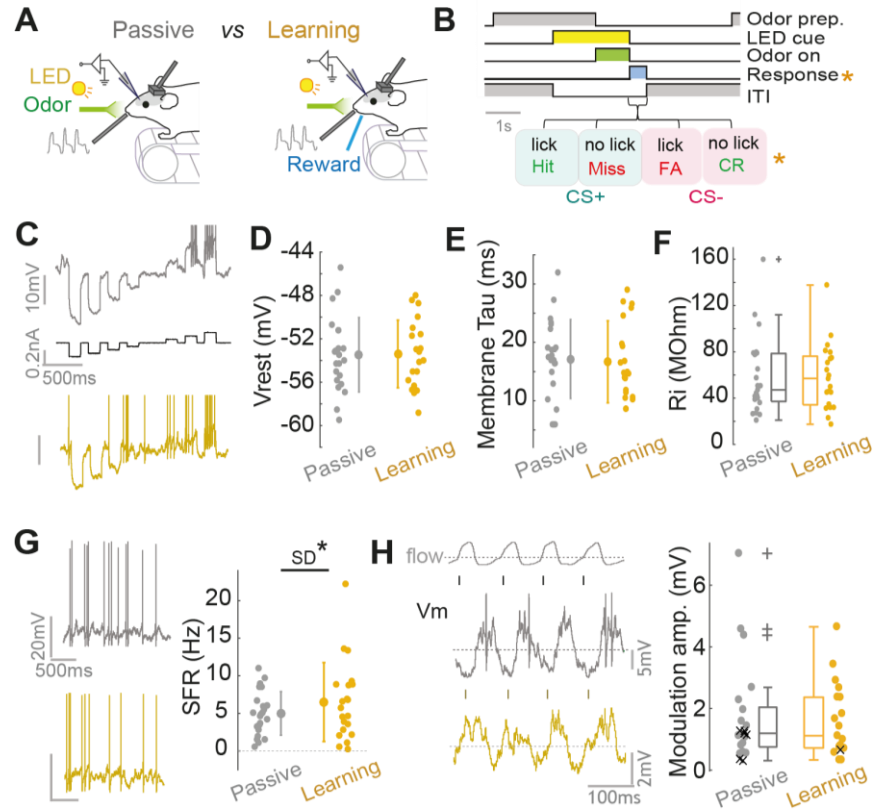 A
Passive vs Learning
LED
Odor
Reward
B
Odor prep.
LED cue
Odor on
Response *
ITI
1s
lick no lick lick no lick
Hit Miss FA CR *
CS+ CS-
C
10mV
0.2nA
500ms
D
Vrest (mV)
-44
-48
-52
-56
-60
Passive
Learning
E
Membrane Tau (ms)
30
20
10
Passive
Learning
F
Ri (MOhm)
160
120
80
40
0
Passive
Learning
G
20mV
500ms
SD*
SFR (Hz)
20
15
10
5
0
Passive
Learning
H
flow
Vm
5mV
2mV
100ms
Modulation amp. (mV)
6
4
2
0
Passive
Learning